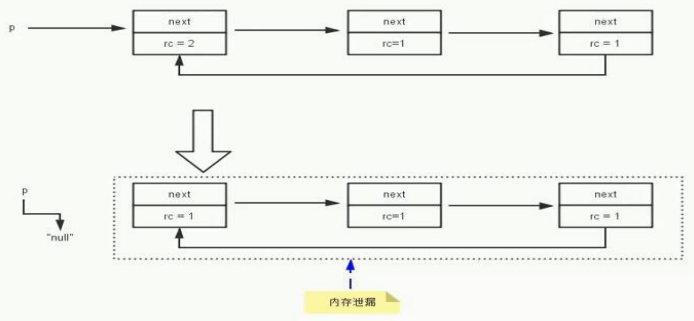 next
next
next
p
rc = 2
rc=1
rc = 1
p
next
next
next
rc = 1
rc=1
rc = 1
"null"
内存泄漏